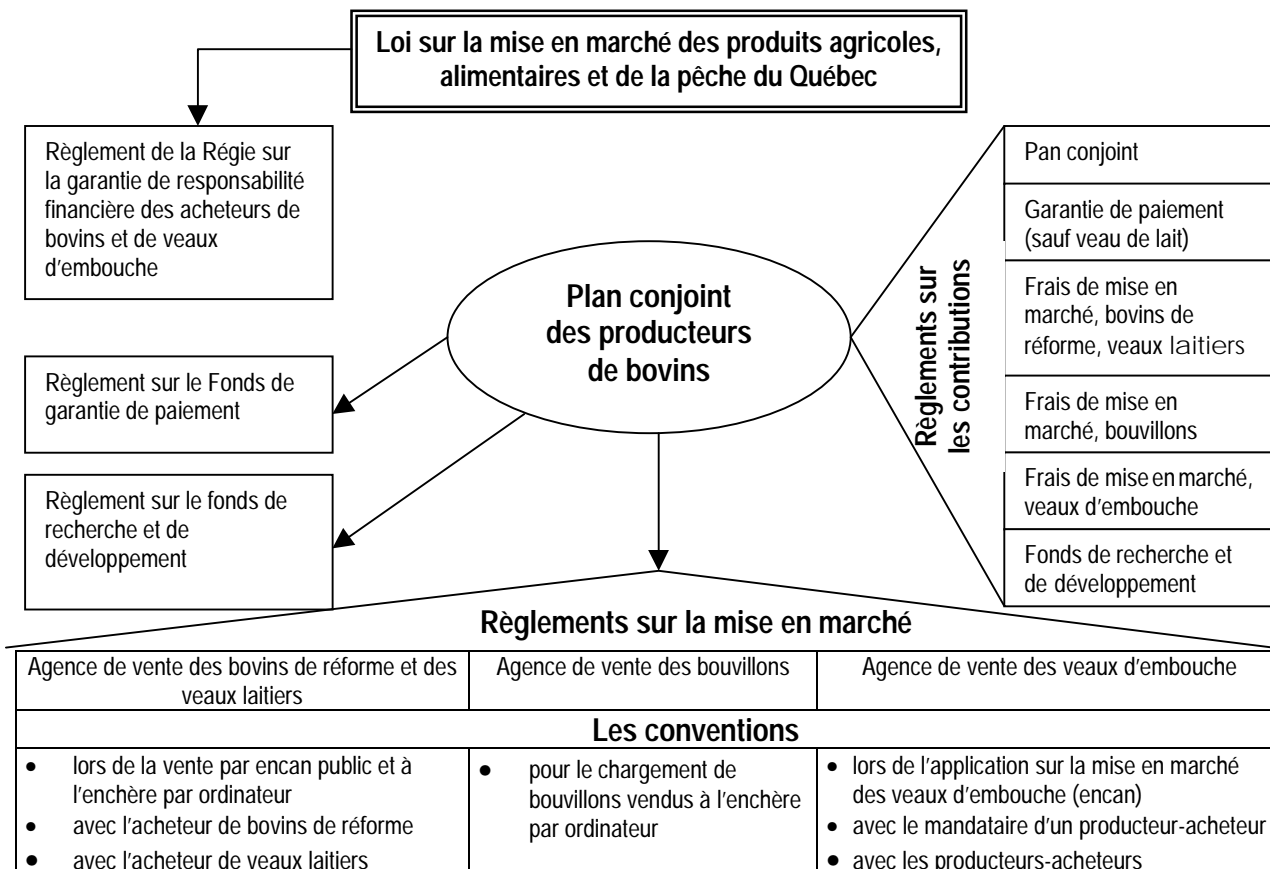 Loi sur la mise en marché des produits agricoles,
alimentaires et de la pêche du Québec
Règlement de la Régie sur
la garantie de responsabilité
financière des acheteurs de
bovins et de veaux
d'embouche
Plan conjoint
des producteurs
de bovins
Règlement sur le Fonds de
garantie de paiement
Règlement sur le fonds de
recherche et de
développement
Règlements sur
les contributions
Pan conjoint
Garantie de paiement
(sauf veau de lait)
Frais de mise en
marché, bovins de
réforme, veaux laitiers
Frais de mise en
marché, bouvillons
Frais de mise en marché,
veaux d'embouche
Fonds de recherche et
de développement
Règlements sur la mise en marché
Agence de vente des bovins de réforme et des
veaux laitiers
Agence de vente des bouvillons
Agence de vente des veaux d'embouche
Les conventions
• lors de la vente par encan public et à
l'enchère par ordinateur
• avec l'acheteur de bovins de réforme
• avec l'acheteur de veaux laitiers
• pour le chargement de
bouvillons vendus à l'enchère
par ordinateur
• lors de l'application sur la mise en marché
des veaux d'embouche (encan)
• avec le mandataire d'un producteur-acheteur
• avec les producteurs-acheteurs